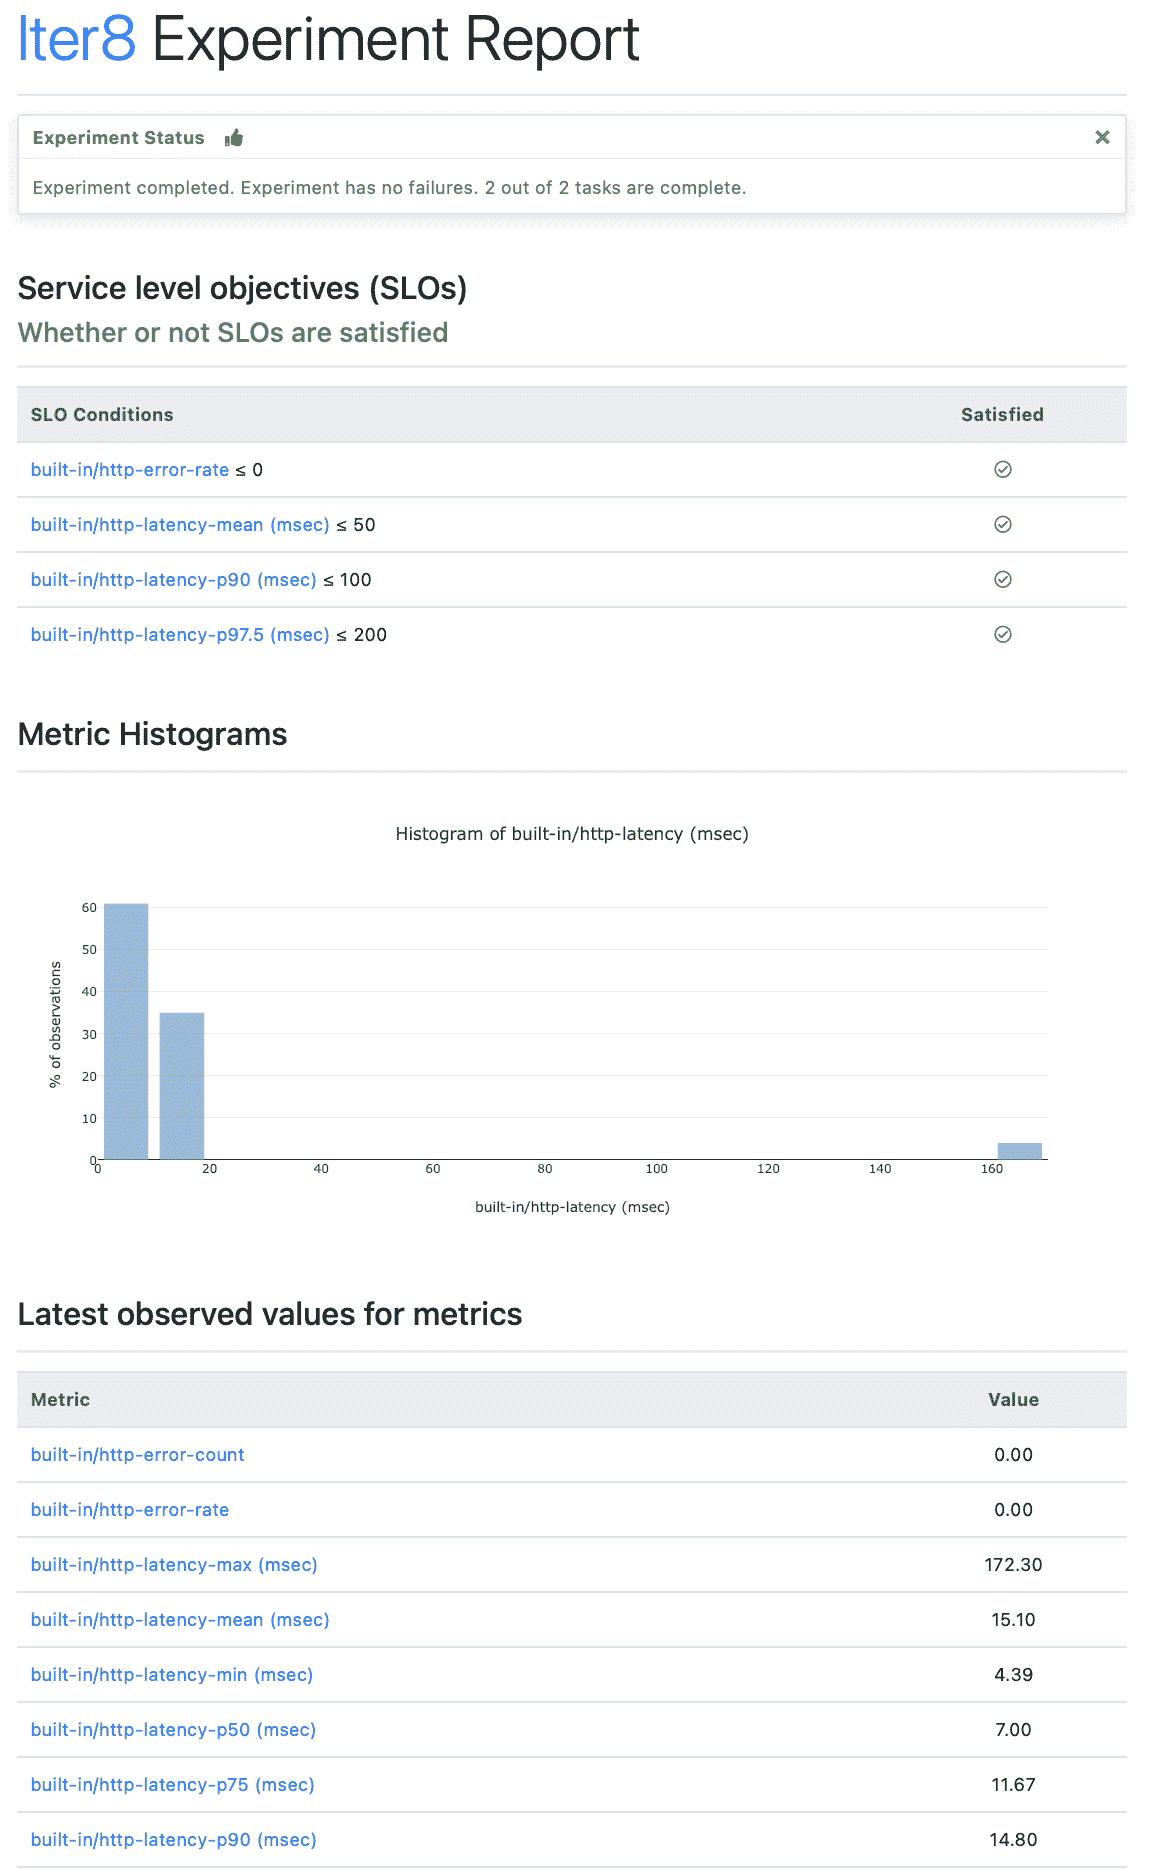 Iter8 Experiment Report
Experiment Status
Experiment completed. Experiment has no failures. 2 out of 2 tasks are complete.
Service level objectives (SLOs)
Whether or not SLOs are satisfied
SLO Conditions Satisfied
built-in/http-error-rate ≤ 0
built-in/http-latency-mean (msec) ≤ 50
built-in/http-latency-p90 (msec) ≤ 100
built-in/http-latency-p97.5 (msec) ≤ 200
Metric Histograms
Histogram of built-in/http-latency (msec)
60
50
40
30
20
10
0
% of observations
0 20 40 60 80 100 120 140 160
built-in/http-latency (msec)
Latest observed values for metrics
Metric Value
built-in/http-error-count 0.00
built-in/http-error-rate 0.00
built-in/http-latency-max (msec) 172.30
built-in/http-latency-mean (msec) 15.10
built-in/http-latency-min (msec) 4.39
built-in/http-latency-p50 (msec) 7.00
built-in/http-latency-p75 (msec) 11.67
built-in/http-latency-p90 (msec) 14.80